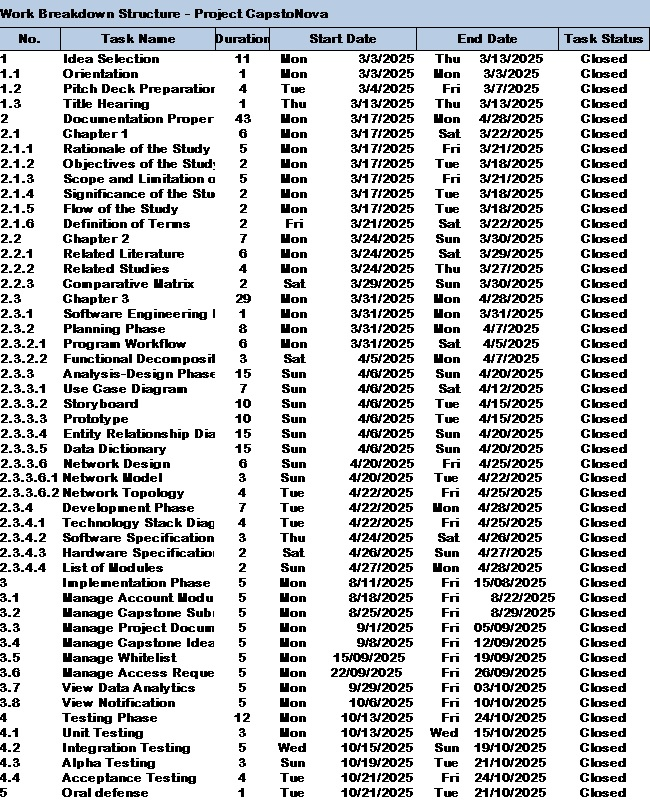 Work Breakdown Structure - Project CapstoNova
No. Task Name Duration Start Date End Date Task Status
1 Idea Selection 11 Mon 3/3/2025 Thu 3/13/2025 Closed
1.1 Orientation 1 Mon 3/3/2025 Mon 3/3/2025 Closed
1.2 Pitch Deck Preparation 4 Tue 3/4/2025 Fri 3/7/2025 Closed
1.3 Title Hearing 1 Thu 3/13/2025 Thu 3/13/2025 Closed
2 Documentation Proper 43 Mon 3/17/2025 Mon 4/28/2025 Closed
2.1 Chapter 1 6 Mon 3/17/2025 Sat 3/22/2025 Closed
2.1.1 Rationale of the Study 5 Mon 3/17/2025 Fri 3/21/2025 Closed
2.1.2 Objectives of the Study 2 Mon 3/17/2025 Tue 3/18/2025 Closed
2.1.3 Scope and Limitation o 5 Mon 3/17/2025 Fri 3/21/2025 Closed
2.1.4 Significance of the Stu 2 Mon 3/17/2025 Tue 3/18/2025 Closed
2.1.5 Flow of the Study 2 Mon 3/17/2025 Tue 3/18/2025 Closed
2.1.6 Definition of Terms 2 Fri 3/21/2025 Sat 3/22/2025 Closed
2.2 Chapter 2 7 Mon 3/24/2025 Sun 3/30/2025 Closed
2.2.1 Related Literature 6 Mon 3/24/2025 Sat 3/29/2025 Closed
2.2.2 Related Studies 4 Mon 3/24/2025 Thu 3/27/2025 Closed
2.2.3 Comparative Matrix 2 Sat 3/29/2025 Sun 3/30/2025 Closed
2.3 Chapter 3 29 Mon 3/31/2025 Mon 4/28/2025 Closed
2.3.1 Software Engineering 1 Mon 3/31/2025 Mon 3/31/2025 Closed
2.3.2 Planning Phase 8 Mon 3/31/2025 Mon 4/7/2025 Closed
2.3.2.1 Program Workflow 6 Mon 3/31/2025 Sat 4/5/2025 Closed
2.3.2.2 Functional Decomposit 3 Sat 4/5/2025 Mon 4/7/2025 Closed
2.3.3 Analysis-Design Phase 15 Sun 4/6/2025 Sun 4/20/2025 Closed
2.3.3.1 Use Case Diagram 7 Sun 4/6/2025 Sat 4/12/2025 Closed
2.3.3.2 Storyboard 10 Sun 4/6/2025 Tue 4/15/2025 Closed
2.3.3.3 Prototype 10 Sun 4/6/2025 Tue 4/15/2025 Closed
2.3.3.4 Entity Relationship Dia 15 Sun 4/6/2025 Sun 4/20/2025 Closed
2.3.3.5 Data Dictionary 15 Sun 4/6/2025 Sun 4/20/2025 Closed
2.3.3.6 Network Design 6 Sun 4/20/2025 Fri 4/25/2025 Closed
2.3.3.6.1 Network Model 3 Sun 4/20/2025 Tue 4/22/2025 Closed
2.3.3.6.2 Network Topology 4 Tue 4/22/2025 Fri 4/25/2025 Closed
2.3.4 Development Phase 7 Tue 4/22/2025 Mon 4/28/2025 Closed
2.3.4.1 Technology Stack Diag 4 Tue 4/22/2025 Fri 4/25/2025 Closed
2.3.4.2 Software Specification 3 Thu 4/24/2025 Sat 4/26/2025 Closed
2.3.4.3 Hardware Specificatio 2 Sat 4/26/2025 Sun 4/27/2025 Closed
2.3.4.4 List of Modules 2 Sun 4/27/2025 Mon 4/28/2025 Closed
3 Implementation Phase 5 Mon 8/11/2025 Fri 15/08/2025 Closed
3.1 Manage Account Modu 5 Mon 8/18/2025 Fri 8/22/2025 Closed
3.2 Manage Capstone Sub 5 Mon 8/25/2025 Fri 8/29/2025 Closed
3.3 Manage Project Docum 5 Mon 9/1/2025 Fri 05/09/2025 Closed
3.4 Manage Capstone Idea 5 Mon 9/8/2025 Fri 12/09/2025 Closed
3.5 Manage Whitelist 5 Mon 15/09/2025 Fri 19/09/2025 Closed
3.6 Manage Access Reque 5 Mon 22/09/2025 Fri 26/09/2025 Closed
3.7 View Data Analytics 5 Mon 9/29/2025 Fri 03/10/2025 Closed
3.8 View Notification 5 Mon 10/6/2025 Fri 10/10/2025 Closed
4 Testing Phase 12 Mon 10/13/2025 Fri 24/10/2025 Closed
4.1 Unit Testing 3 Mon 10/13/2025 Wed 15/10/2025 Closed
4.2 Integration Testing 5 Wed 10/15/2025 Sun 19/10/2025 Closed
4.3 Alpha Testing 3 Sun 10/19/2025 Tue 21/10/2025 Closed
4.4 Acceptance Testing 4 Tue 10/21/2025 Fri 24/10/2025 Closed
5 Oral defense 1 Tue 10/21/2025 Tue 21/10/2025 Closed